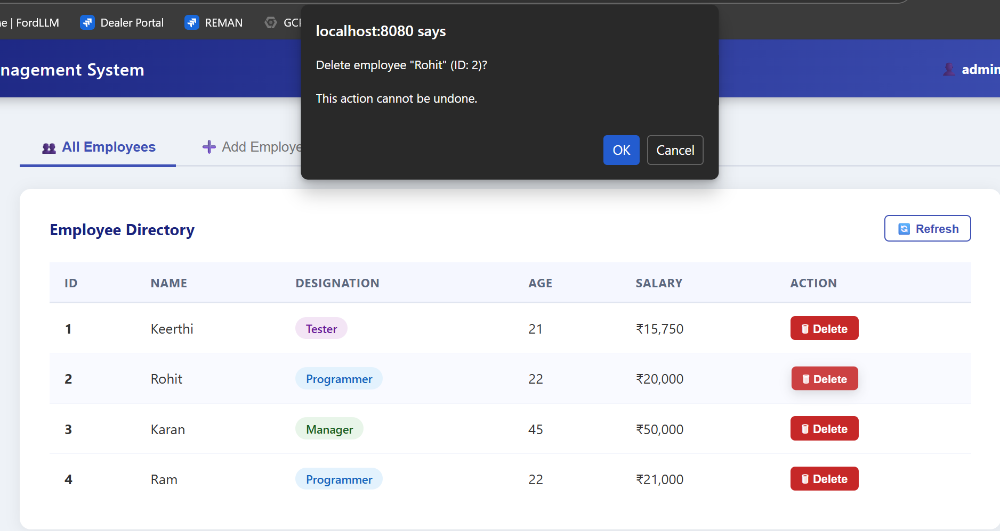 e | FordLLM Dealer Portal REMAN
localhost:8080 says
Delete employee "Rohit" (ID: 2)?
This action cannot be undone.
OK Cancel
nagement System
admin
All Employees Add Employe
Employee Directory
Refresh
ID NAME DESIGNATION AGE SALARY ACTION
1 Keerthi Tester 21 ₹15,750 Delete
2 Rohit Programmer 22 ₹20,000 Delete
3 Karan Manager 45 ₹50,000 Delete
4 Ram Programmer 22 ₹21,000 Delete